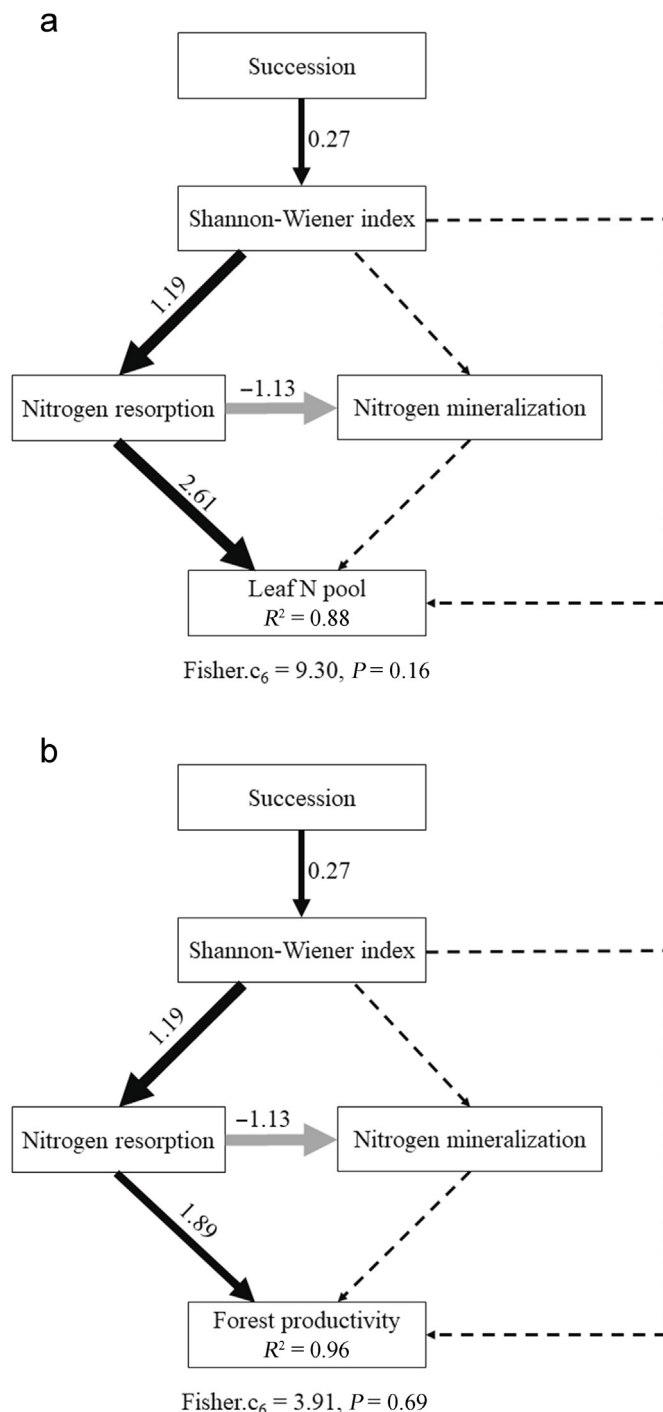 a
Succession
0.27
Shannon-Wiener index
1.19
Nitrogen resorption
−1.13
Nitrogen mineralization
2.61
Leaf N pool
R² = 0.88
Fisher.c₆ = 9.30, P = 0.16
b
Succession
0.27
Shannon-Wiener index
1.19
Nitrogen resorption
−1.13
Nitrogen mineralization
1.89
Forest productivity
R² = 0.96
Fisher.c₆ = 3.91, P = 0.69